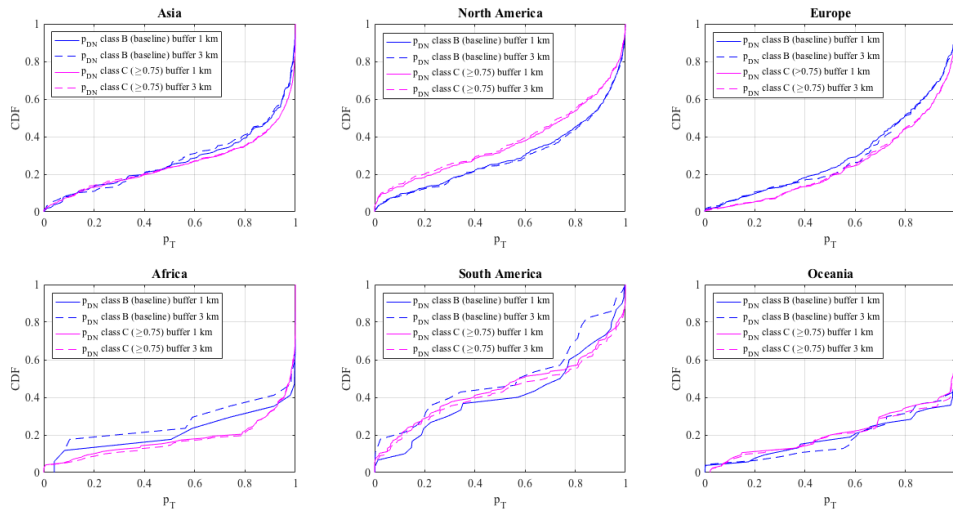 Asia
p_DN class B (baseline) buffer 1 km
p_DN class B (baseline) buffer 3 km
p_DN class C (≥0.75) buffer 1 km
p_DN class C (≥0.75) buffer 3 km
CDF
1
0.8
0.6
0.4
0.2
0
0 0.2 0.4 0.6 0.8 1
p_T
North America
p_DN class B (baseline) buffer 1 km
p_DN class B (baseline) buffer 3 km
p_DN class C (≥0.75) buffer 1 km
p_DN class C (≥0.75) buffer 3 km
CDF
1
0.8
0.6
0.4
0.2
0
0 0.2 0.4 0.6 0.8 1
p_T
Europe
p_DN class B (baseline) buffer 1 km
p_DN class B (baseline) buffer 3 km
p_DN class C (>0.75) buffer 1 km
p_DN class C (≥0.75) buffer 3 km
CDF
1
0.8
0.6
0.4
0.2
0
0 0.2 0.4 0.6 0.8 1
p_T
Africa
p_DN class B (baseline) buffer 1 km
p_DN class B (baseline) buffer 3 km
p_DN class C (≥0.75) buffer 1 km
p_DN class C (≥0.75) buffer 3 km
CDF
1
0.8
0.6
0.4
0.2
0
0 0.2 0.4 0.6 0.8 1
p_T
South America
p_DN class B (baseline) buffer 1 km
p_DN class B (baseline) buffer 3 km
p_DN class C (≥0.75) buffer 1 km
p_DN class C (≥0.75) buffer 3 km
CDF
1
0.8
0.6
0.4
0.2
0
0 0.2 0.4 0.6 0.8 1
p_T
Oceania
p_DN class B (baseline) buffer 1 km
p_DN class B (baseline) buffer 3 km
p_DN class C (≥0.75) buffer 1 km
p_DN class C (≥0.75) buffer 3 km
CDF
1
0.8
0.6
0.4
0.2
0
0 0.2 0.4 0.6 0.8
p_T